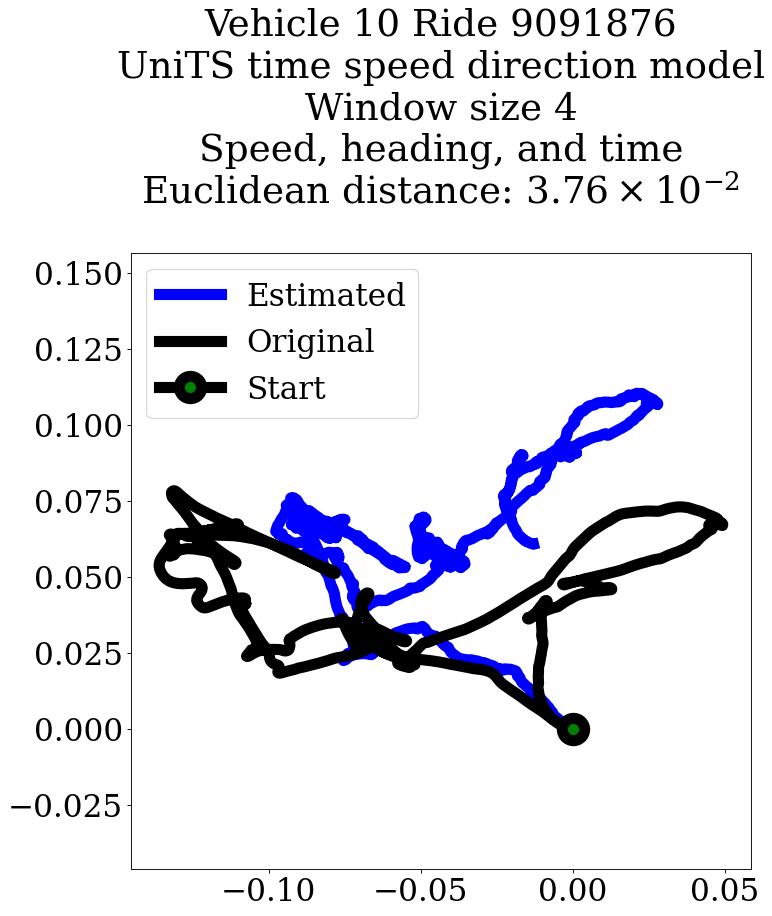 Vehicle 10 Ride 9091876
UniTS time speed direction model
Window size 4
Speed, heading, and time
Euclidean distance: 3.76 × 10⁻²
0.150
0.125
0.100
0.075
0.050
0.025
0.000
−0.025
Estimated
Original
Start
−0.10 −0.05 0.00 0.05